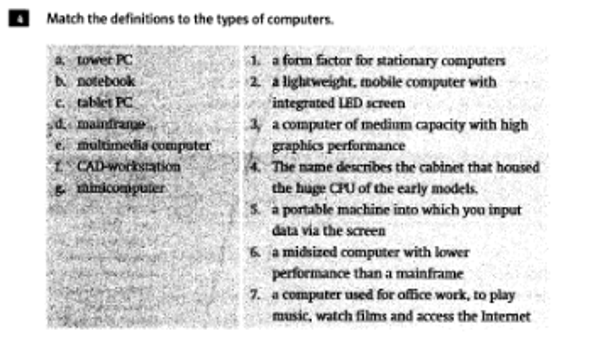 4 Match the definitions to the types of computers.
a. tower PC
b. notebook
c. tablet PC
d. mainframe
e. multimedia computer
f. CAD-workstation
g. minicomputer
1. a form factor for stationary computers
2. a lightweight, mobile computer with
integrated LED screen
3, a computer of medium capacity with high
graphics performance
4. The name describes the cabinet that housed
the huge CPU of the early models.
5. a portable machine into which you input
data via the screen
6. a midsized computer with lower
performance than a mainframe
7. a computer used for office work, to play
music, watch films and access the Internet